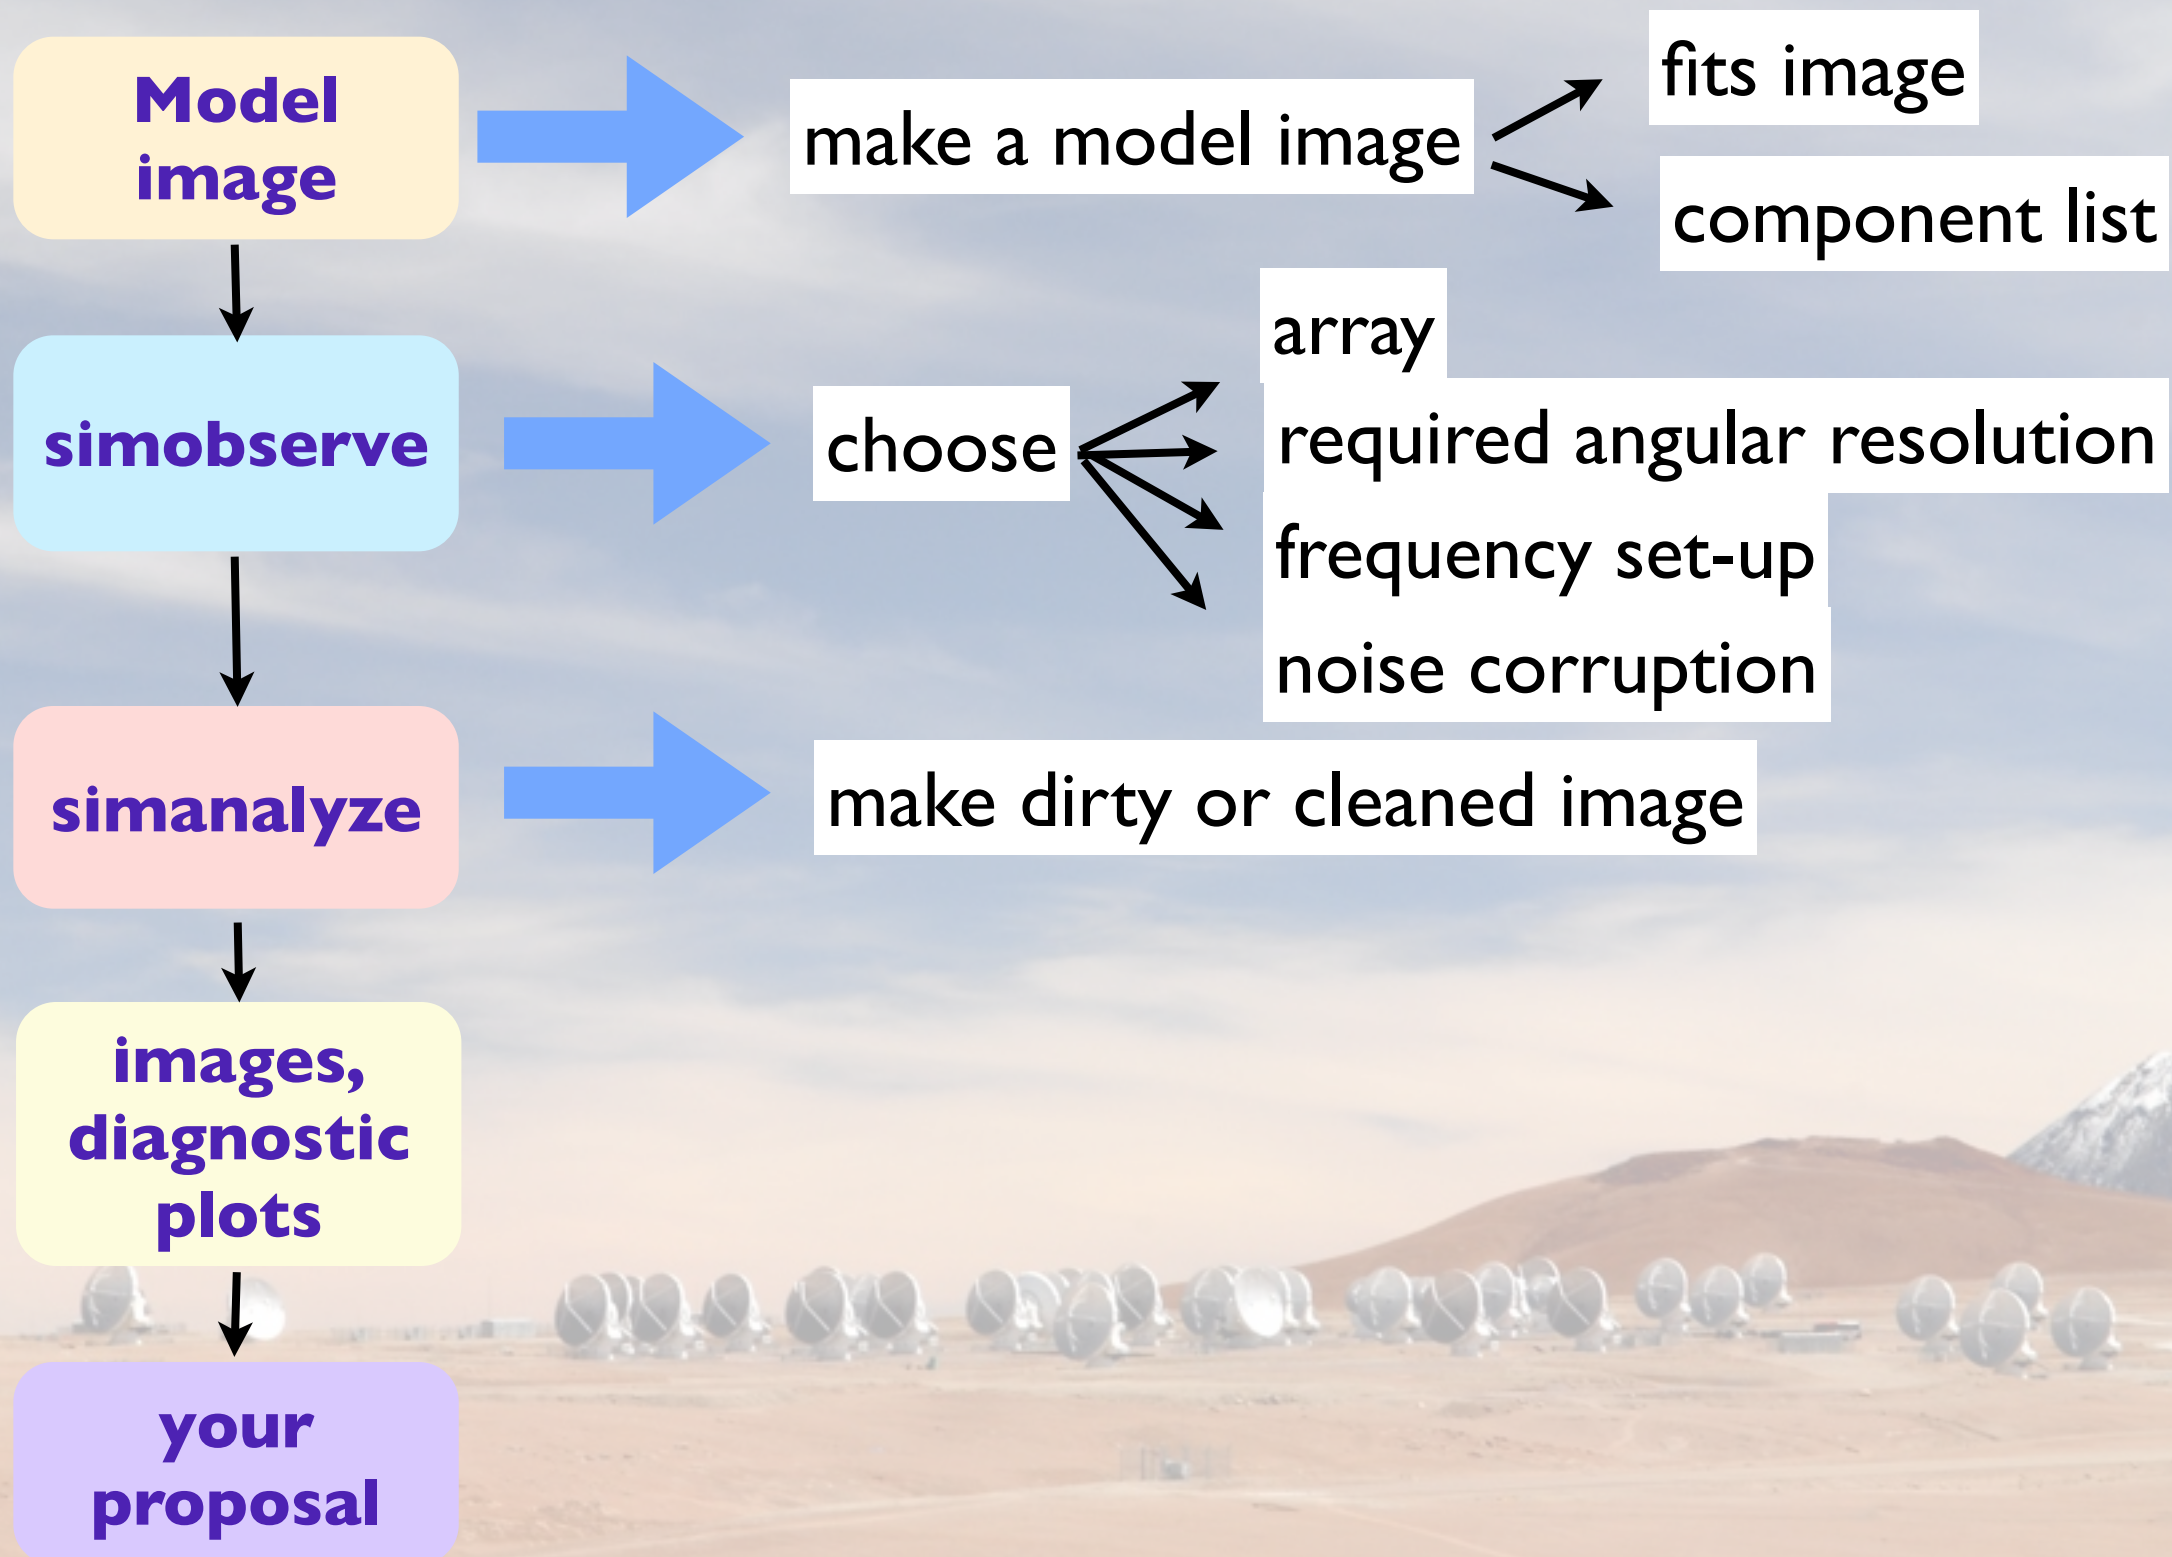 Model
image
make a model image
fits image
component list
simobserve
choose
array
required angular resolution
frequency set-up
noise corruption
simanalyze
make dirty or cleaned image
images,
diagnostic
plots
your
proposal